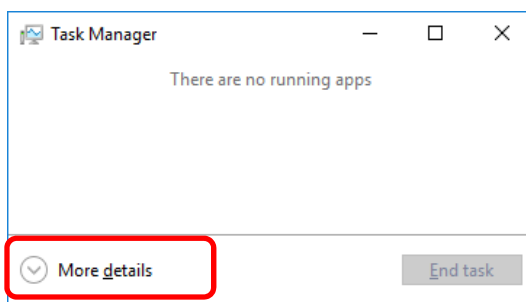 Task Manager
There are no running apps
More details
End task